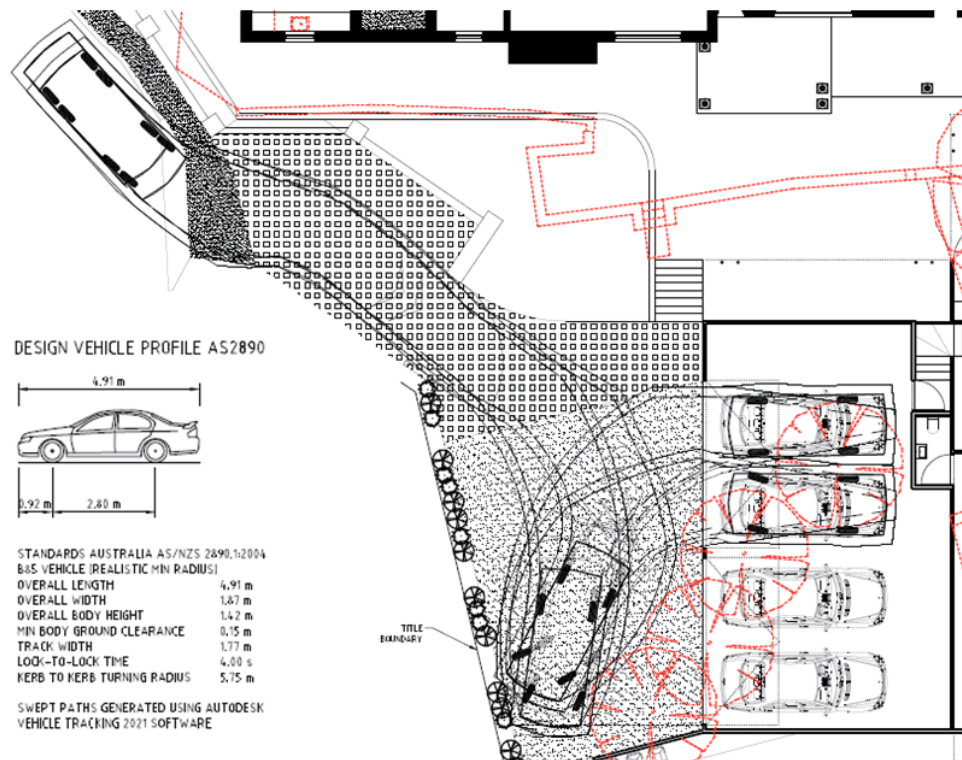 DESIGN VEHICLE PROFILE AS2890
4.91 m
0.92 m
2.80 m
STANDARDS AUSTRALIA AS/NZS 2890.1:2004
B85 VEHICLE (REALISTIC MIN RADIUS)
OVERALL LENGTH 4.91 m
OVERALL WIDTH 1.87 m
OVERALL BODY HEIGHT 1.42 m
MIN BODY GROUND CLEARANCE 0.15 m
TRACK WIDTH 1.77 m
LOCK-TO-LOCK TIME 4.00 s
KERB TO KERB TURNING RADIUS 5.75 m
SWEPT PATHS GENERATED USING AUTODESK
VEHICLE TRACKING 2021 SOFTWARE
TITLE
BOUNDARY